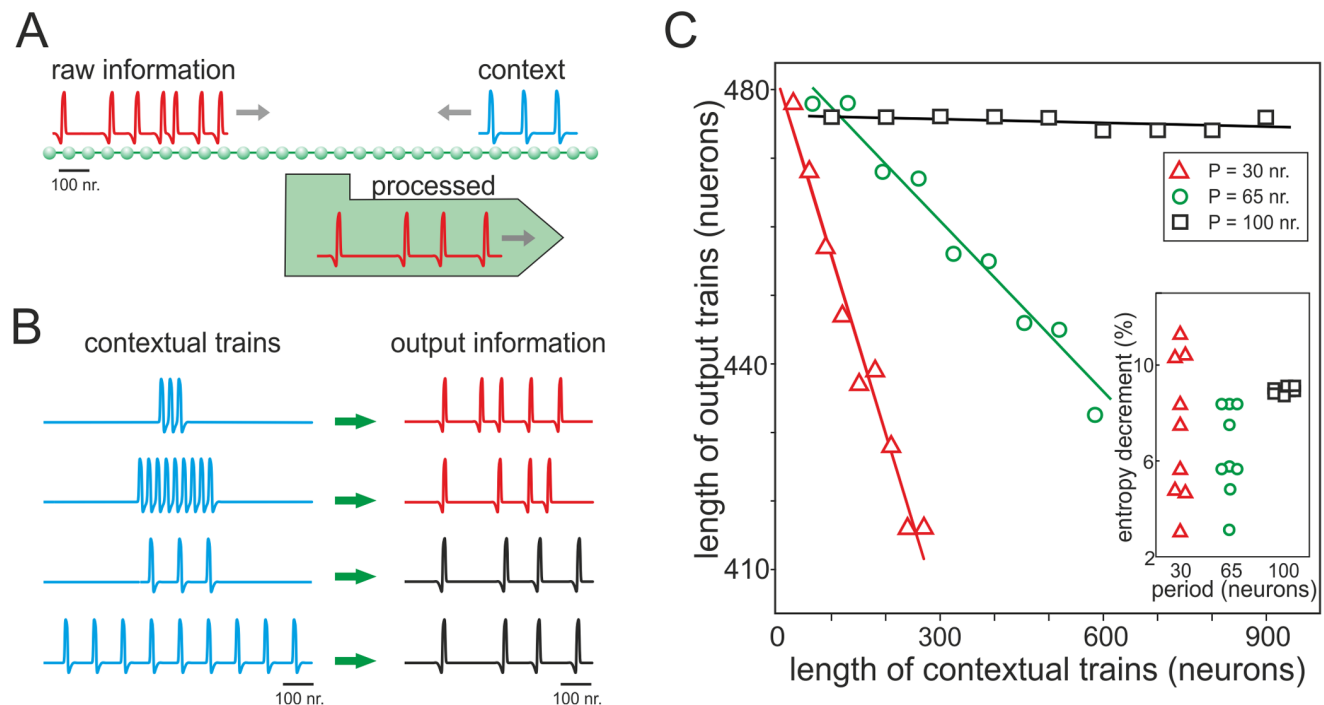 A
raw information
context
100 nr.
processed
B
contextual trains
output information
100 nr.
100 nr.
C
length of output trains (nuerons)
480
440
410
0
300
600
900
length of contextual trains (neurons)
P = 30 nr.
P = 65 nr.
P = 100 nr.
entropy decrement (%)
10
6
2
30
65
100
period (neurons)